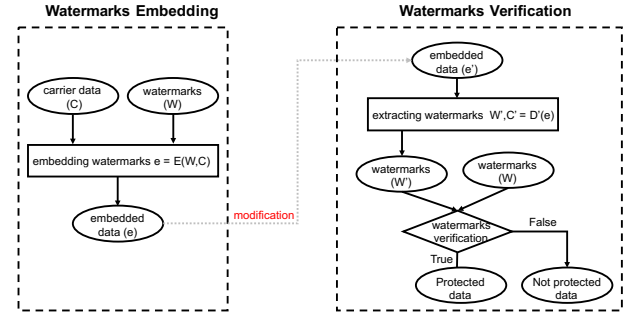 Watermarks Embedding
carrier data
(C)
watermarks
(W)
embedding watermarks e = E(W,C)
embedded
data (e)
modification
Watermarks Verification
embedded
data (e')
extracting watermarks W',C' = D'(e)
watermarks
(W')
watermarks
(W)
watermarks
verification
False
True
Protected
data
Not protected
data